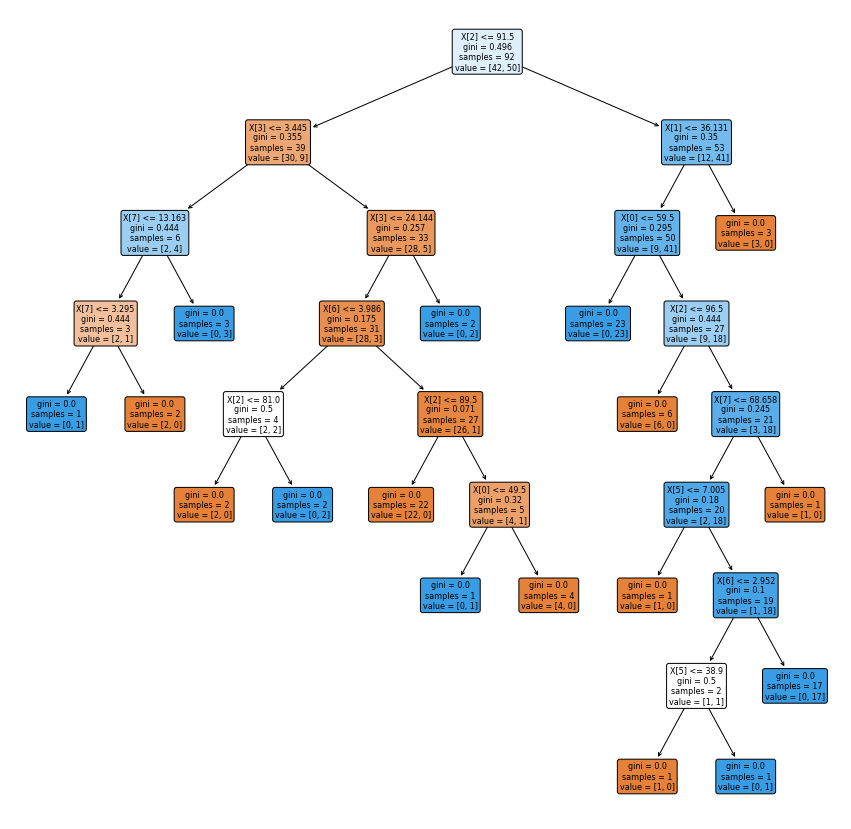 X[2] <= 91.5
gini = 0.496
samples = 92
value = [42, 50]
X[3] <= 3.445
gini = 0.355
samples = 39
value = [30, 9]
X[1] <= 36.131
gini = 0.35
samples = 53
value = [12, 41]
X[7] <= 13.163
gini = 0.444
samples = 6
value = [2, 4]
X[3] <= 24.144
gini = 0.257
samples = 33
value = [28, 5]
X[0] <= 59.5
gini = 0.295
samples = 50
value = [9, 41]
gini = 0.0
samples = 3
value = [3, 0]
X[7] <= 3.295
gini = 0.444
samples = 3
value = [2, 1]
gini = 0.0
samples = 3
value = [0, 3]
X[6] <= 3.986
gini = 0.175
samples = 31
value = [28, 3]
gini = 0.0
samples = 2
value = [0, 2]
gini = 0.0
samples = 23
value = [0, 23]
X[2] <= 96.5
gini = 0.444
samples = 27
value = [9, 18]
gini = 0.0
samples = 1
value = [0, 1]
gini = 0.0
samples = 2
value = [2, 0]
X[2] <= 81.0
gini = 0.5
samples = 4
value = [2, 2]
X[2] <= 89.5
gini = 0.071
samples = 27
value = [26, 1]
gini = 0.0
samples = 6
value = [6, 0]
X[7] <= 68.658
gini = 0.245
samples = 21
value = [3, 18]
gini = 0.0
samples = 2
value = [2, 0]
gini = 0.0
samples = 2
value = [0, 2]
gini = 0.0
samples = 22
value = [22, 0]
X[0] <= 49.5
gini = 0.32
samples = 5
value = [4, 1]
X[5] <= 7.005
gini = 0.18
samples = 20
value = [2, 18]
gini = 0.0
samples = 1
value = [1, 0]
gini = 0.0
samples = 1
value = [0, 1]
gini = 0.0
samples = 4
value = [4, 0]
gini = 0.0
samples = 1
value = [1, 0]
X[6] <= 2.952
gini = 0.1
samples = 19
value = [1, 18]
X[5] <= 38.9
gini = 0.5
samples = 2
value = [1, 1]
gini = 0.0
samples = 17
value = [0, 17]
gini = 0.0
samples = 1
value = [1, 0]
gini = 0.0
samples = 1
value = [0, 1]